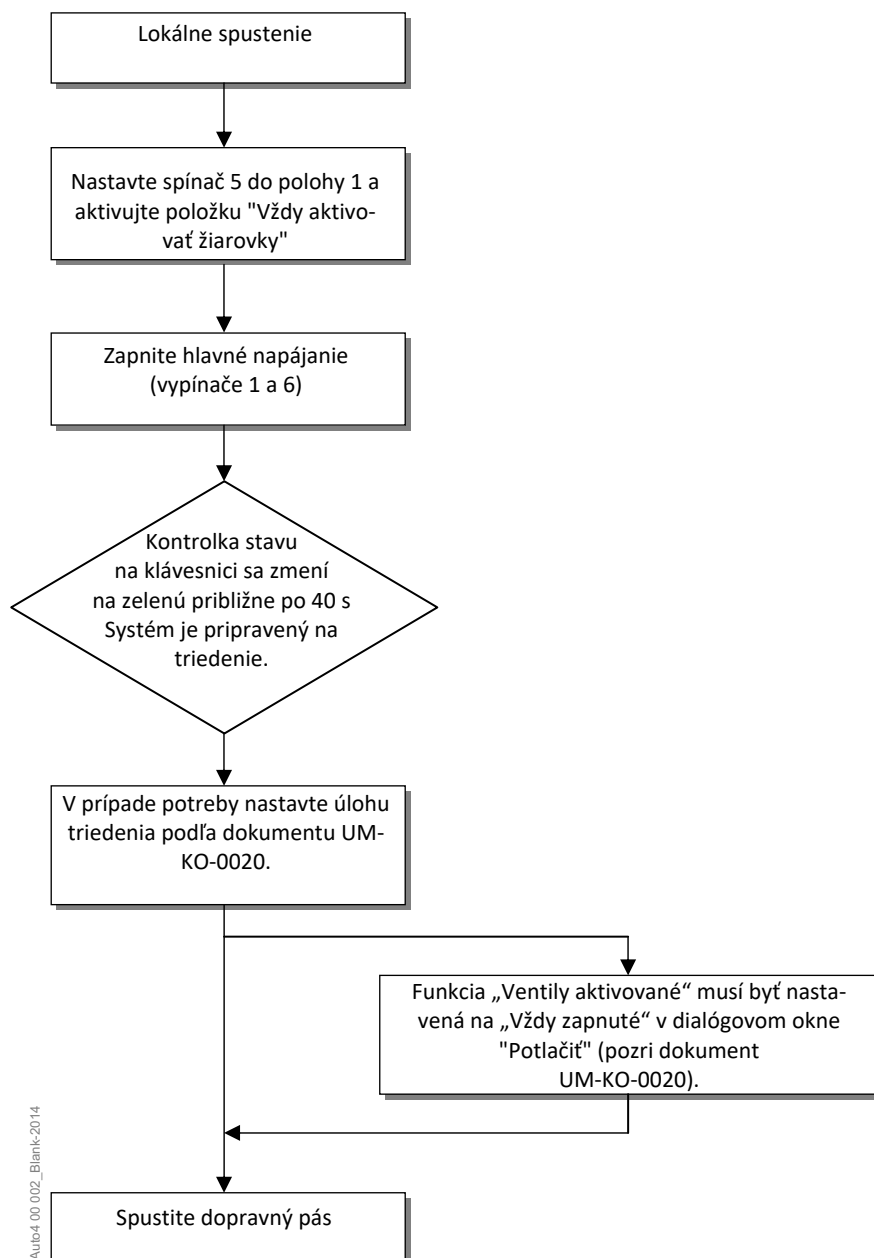 Lokálne spustenie
Nastavte spínač 5 do polohy 1 a
aktivujte položku "Vždy aktivo-
vať žiarovky"
Zapnite hlavné napájanie
(vypínače 1 a 6)
Kontrolka stavu
na klávesnici sa zmení
na zelenú približne po 40 s
Systém je pripravený na
triedenie.
V prípade potreby nastavte úlohu
triedenia podľa dokumentu UM-
KO-0020.
Funkcia „Ventily aktivované“ musí byť nasta-
vená na „Vždy zapnuté“ v dialógovom okne
"Potlačiť" (pozri dokument
UM-KO-0020).
Spustite dopravný pás
Auto4 00 002_Blank-2014